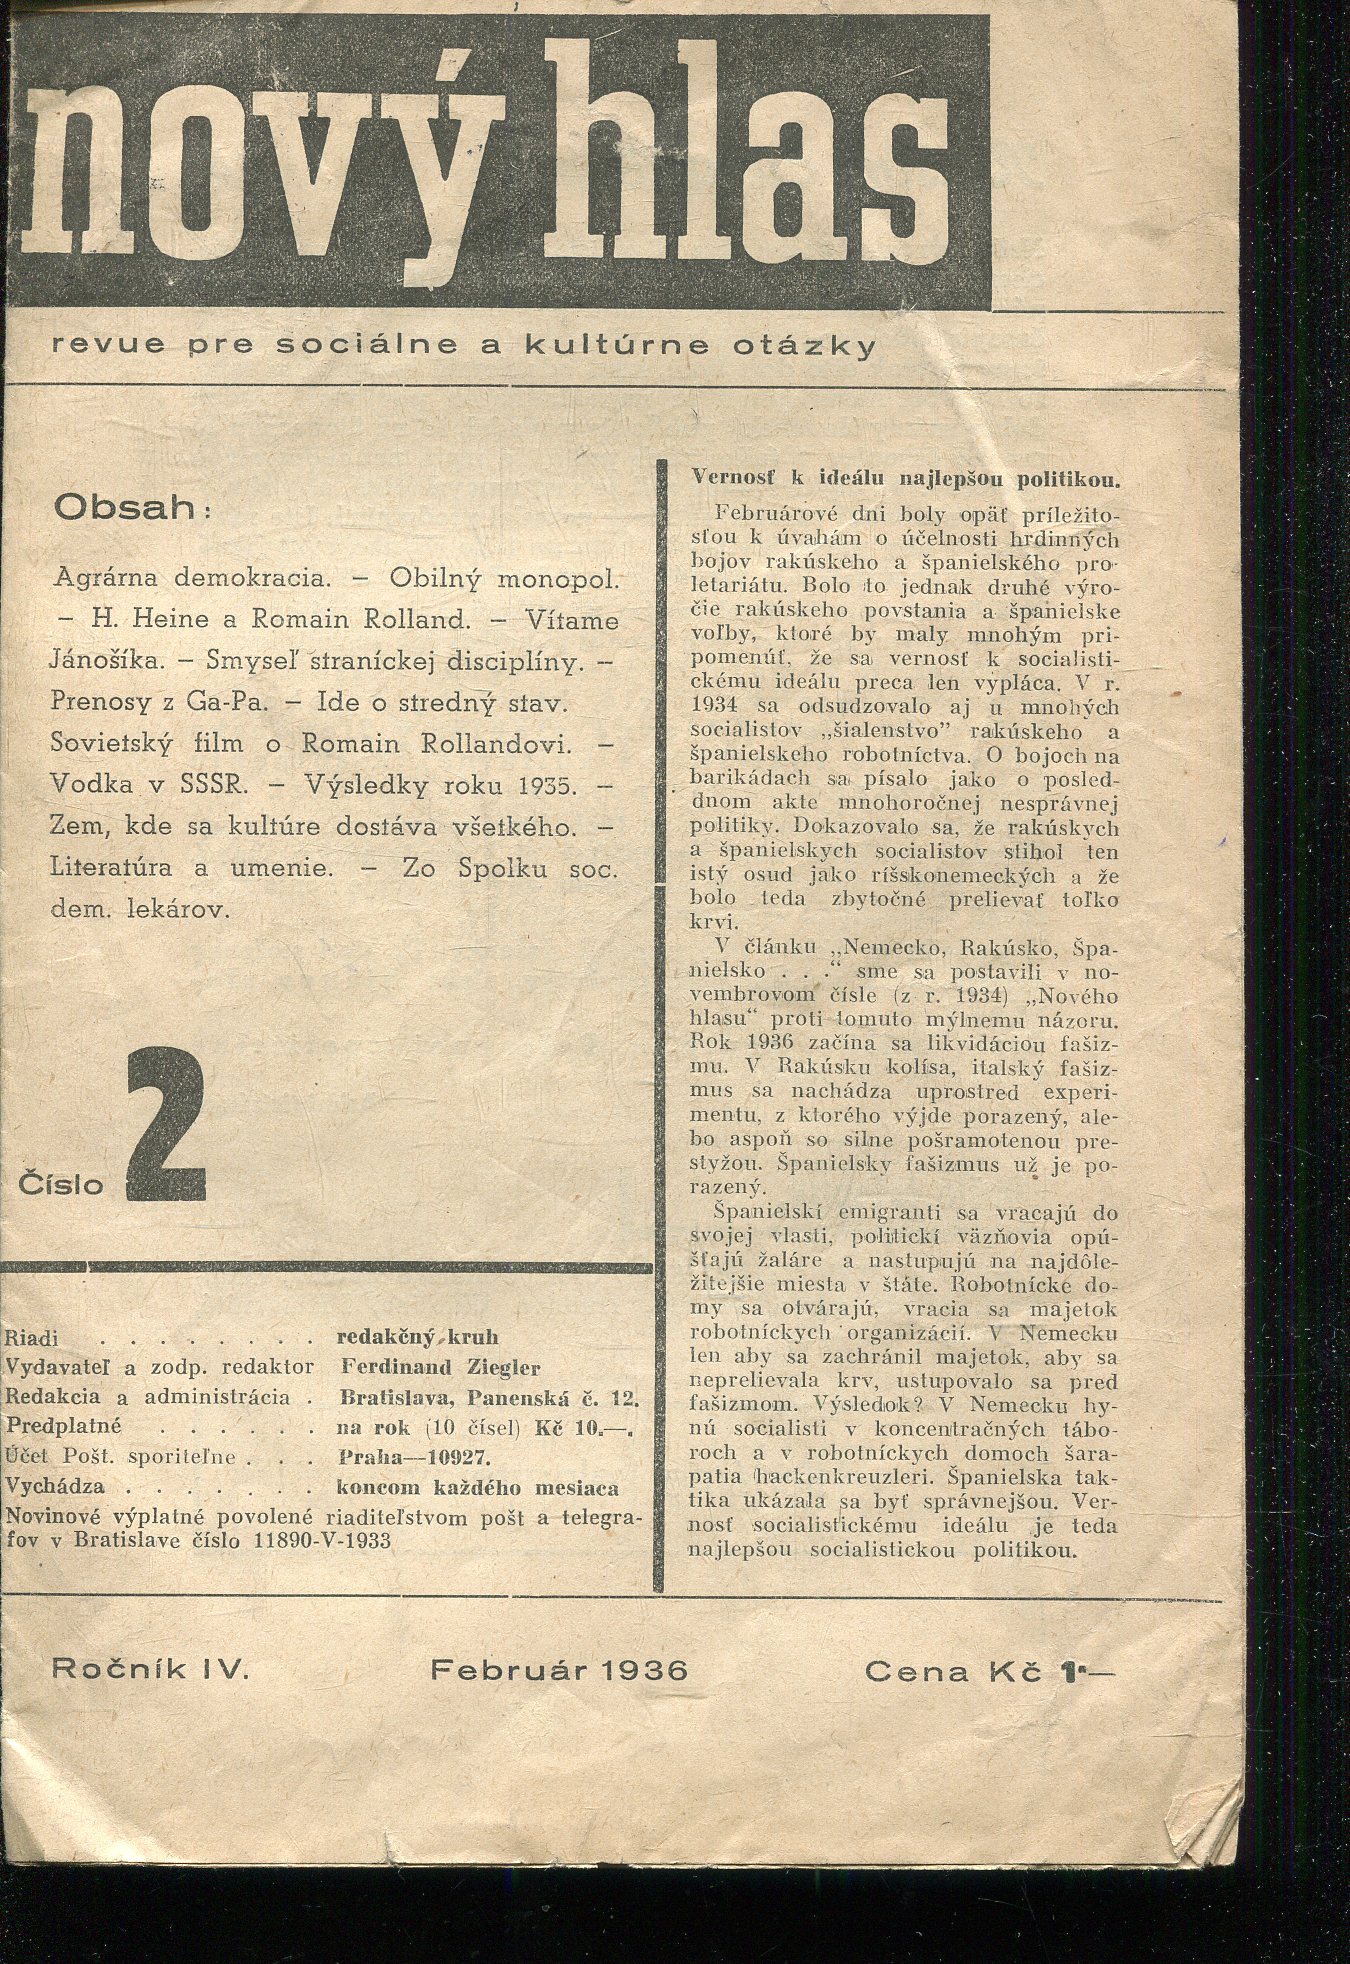 nový hlas
revue pre sociálne a kultúrne otázky
Obsah:
Agrárna demokracia. – Obilný monopol.
– H. Heine a Romain Rolland. – Vítame
Jánošíka. – Smyseľ straníckej disciplíny. –
Prenosy z Ga-Pa. – Ide o stredný stav.
Sovietský film o Romain Rollandovi. –
Vodka v SSSR. – Výsledky roku 1935. –
Zem, kde sa kultúre dostáva všetkého. –
Literatúra a umenie. – Zo Spolku soc.
dem. lekárov.
Číslo 2
Riadi . . . . . . . . redakčný kruh
Vydavateľ a zodp. redaktor Ferdinand Ziegler
Redakcia a administrácia . Bratislava, Panenská č. 12.
Predplatné . . . . . . na rok (10 čísel) Kč 10.—.
Účet Pošt. sporiteľne . . . Praha—10927.
Vychádza . . . . . . . koncom každého mesiaca
Novinové výplatné povolené riaditeľstvom pošt a telegra-
fov v Bratislave číslo 11890-V-1933
Vernosť k ideálu najlepšou politikou.
Februárové dni boly opäť príležito-
sťou k úvahám o účelnosti hrdinných
bojov rakúskeho a španielského pro-
letariátu. Bolo to jednak druhé výro-
čie rakúskeho povstania a španielske
voľby, ktoré by maly mnohým pri-
pomenúť, že sa vernosť k socialisti-
ckému ideálu preca len vypláca. V r.
1934 sa odsudzovalo aj u mnohých
socialistov „šialenstvo” rakúskeho a
španielskeho robotníctva. O bojoch na
barikádach sa písalo jako o posled-
dnom akte mnohoročnej nesprávnej
politiky. Dokazovalo sa, že rakúskych
a španielskych socialistov stihol ten
istý osud jako ríšskonemeckých a že
bolo teda zbytočné prelievať toľko
krvi.
V článku „Nemecko, Rakúsko, Špa-
nielsko . . .“ sme sa postavili v no-
vembrovom čísle (z r. 1934) „Nového
hlasu“ proti tomuto mýlnemu názoru.
Rok 1936 začína sa likvidáciou fašiz-
mu. V Rakúsku kolísa, italský fašiz-
mus sa nachádza uprostred experi-
mentu, z ktorého výjde porazený, ale-
bo aspoň so silne pošramotenou pre-
styžou. Španielsky fašizmus už je po-
razený.
Španielskí emigranti sa vracajú do
svojej vlasti, politickí väzňovia opú-
šťajú žaláre a nastupujú na najdôle-
žitejšie miesta v štáte. Robotnícke do-
my sa otvárajú, vracia sa majetok
robotníckych organizácií. V Nemecku
len aby sa zachránil majetok, aby sa
neprelievala krv, ustupovalo sa pred
fašizmom. Výsledok? V Nemecku hy-
nú socialisti v koncentračných tábo-
roch a v robotníckych domoch šara-
patia hackenkreuzleri. Španielska tak-
tika ukázala sa byť správnejšou. Ver-
nosť socialistickému ideálu je teda
najlepšou socialistickou politikou.
Ročník IV. Február 1936 Cena Kč 1·—